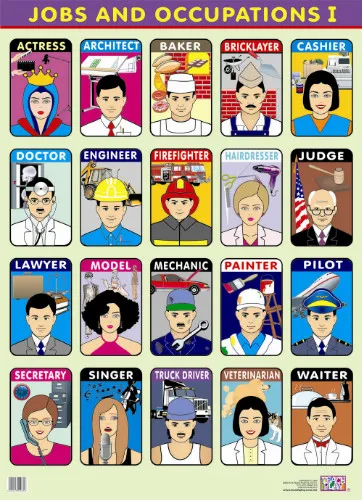 JOBS AND OCCUPATIONS I
ACTRESS
ARCHITECT
BAKER
BRICKLAYER
CASHIER
DOCTOR
ENGINEER
FIREFIGHTER
HAIRDRESSER
JUDGE
LAWYER
MODEL
MECHANIC
PAINTER
PILOT
SECRETARY
SINGER
TRUCK DRIVER
VETERINARIAN
WAITER